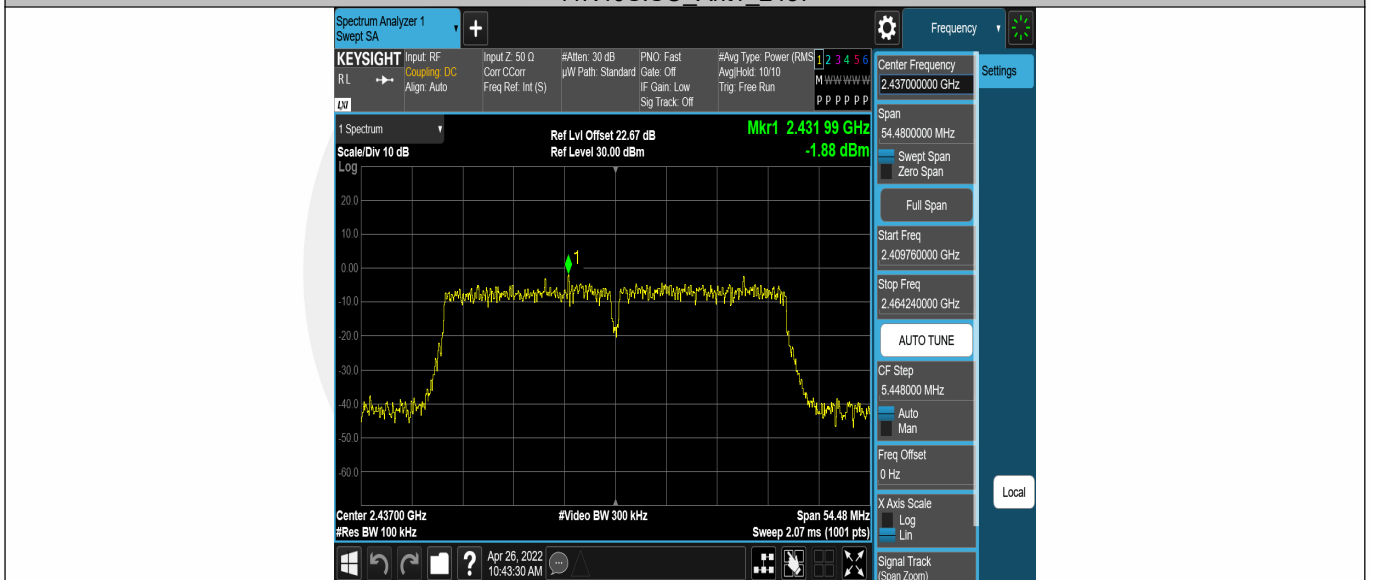 Spectrum Analyzer 1
Swept SA
+
Frequency
KEYSIGHT
R L
LXI
Input: RF
Coupling: DC
Align: Auto
Input Z: 50 Ω
Corr CCorr
Freq Ref: Int (S)
#Atten: 30 dB
µW Path: Standard
PNO: Fast
Gate: Off
IF Gain: Low
Sig Track: Off
#Avg Type: Power (RMS
Avg|Hold: 10/10
Trig: Free Run
1 2 3 4 5 6
M W W W W W
P P P P P P
Center Frequency
2.437000000 GHz
Settings
Span
54.4800000 MHz
Swept Span
Zero Span
Full Span
Start Freq
2.409760000 GHz
Stop Freq
2.464240000 GHz
AUTO TUNE
CF Step
5.448000 MHz
Auto
Man
Freq Offset
0 Hz
X Axis Scale
Log
Lin
Signal Track
(Span Zoom)
Local
1 Spectrum
Scale/Div 10 dB
Log
Ref Lvl Offset 22.67 dB
Ref Level 30.00 dBm
Mkr1 2.431 99 GHz
-1.88 dBm
20.0
10.0
0.00
-10.0
-20.0
-30.0
-40.0
-50.0
-60.0
1
Center 2.43700 GHz
#Res BW 100 kHz
#Video BW 300 kHz
Span 54.48 MHz
Sweep 2.07 ms (1001 pts)
?
Apr 26, 2022
10:43:30 AM